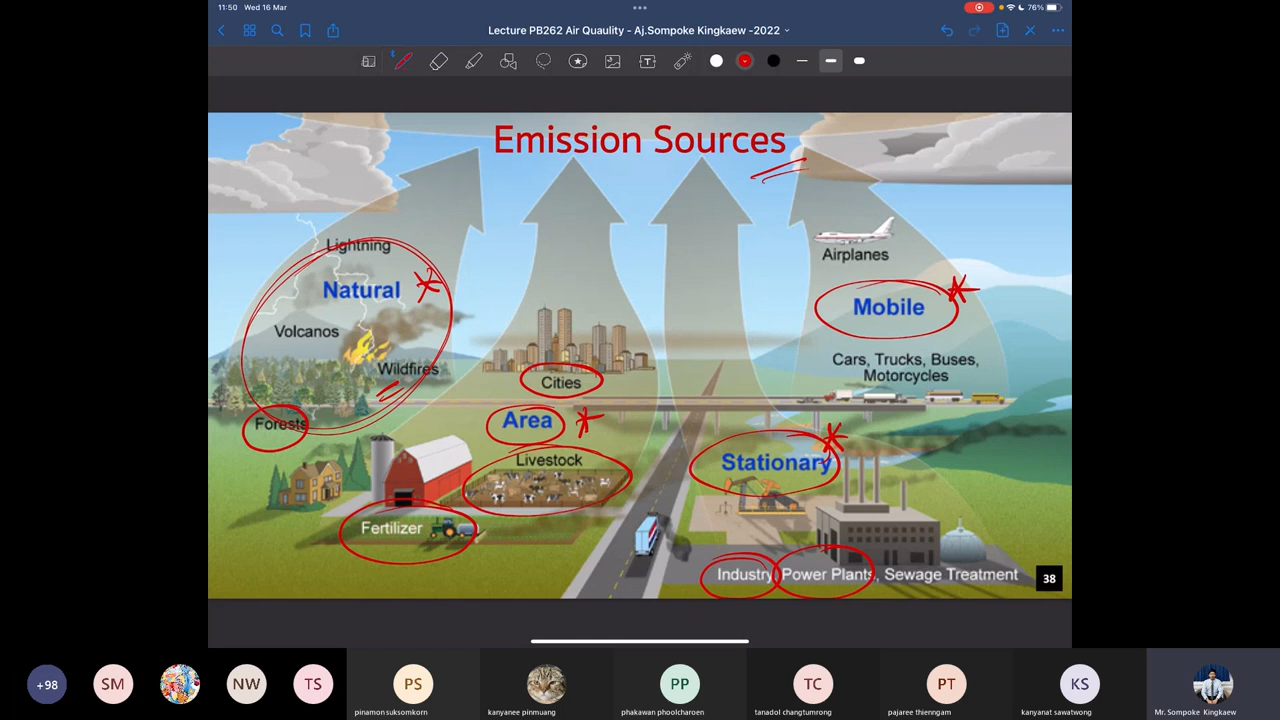 11:50 Wed 16 Mar
76%
Lecture PB262 Air Quaulity - Aj.Sompoke Kingkaew -2022
T
Emission Sources
Lightning
Natural
Volcanos
Wildfires
Forests
Cities
Area
Livestock
Fertilizer
Airplanes
Mobile
Cars, Trucks, Buses,
Motorcycles
Stationary
Industry, Power Plants, Sewage Treatment
38
+98
SM
NW
TS
PS
PP
TC
PT
KS
pinamon suksomkorn
kanyanee pinmuang
phakawan phoolcharoen
tanadol changtumrong
pajaree thienngam
kanyanat sawatwong
Mr. Sompoke Kingkaew